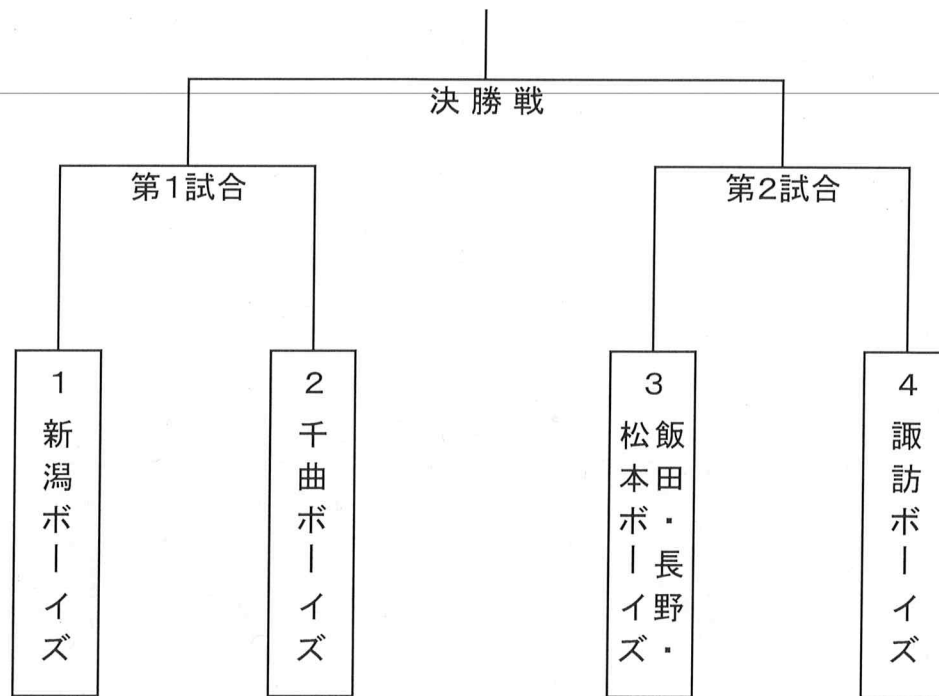 決勝戦
第1試合
第2試合
1
新潟ボーイズ
2
千曲ボーイズ
3
飯田・長野・
松本ボーイズ
4
諏訪ボーイズ